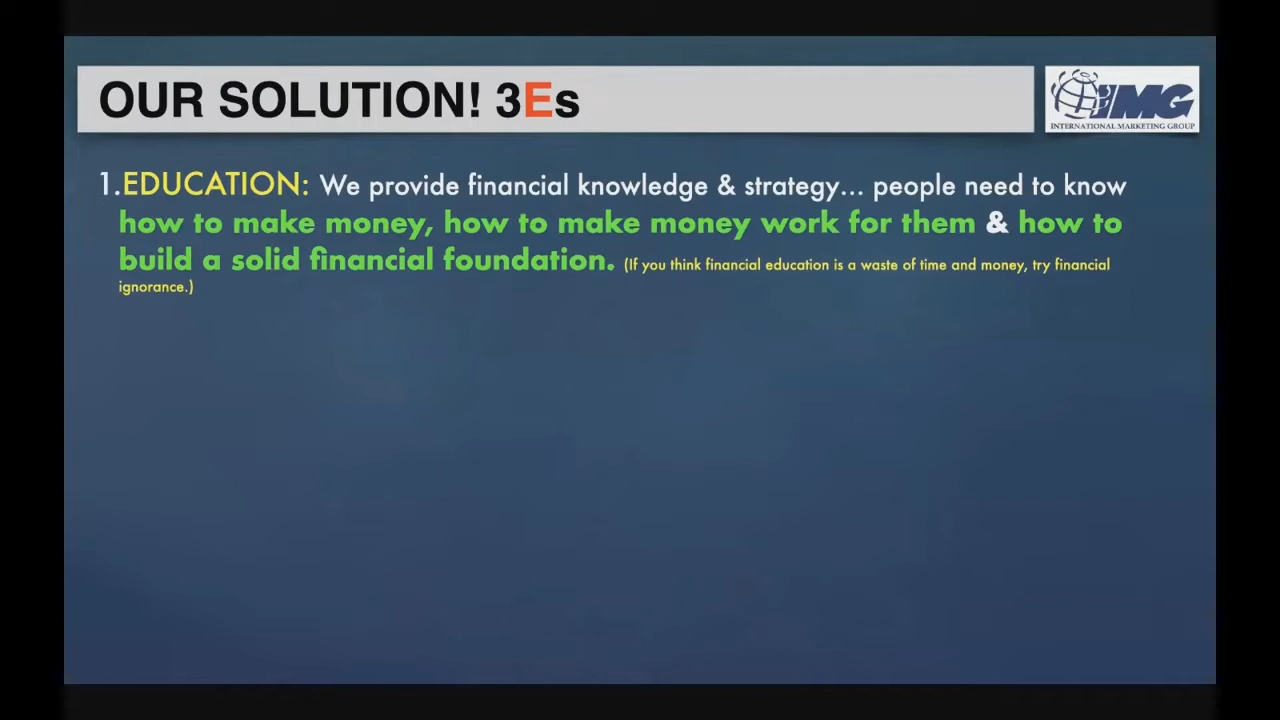 OUR SOLUTION! 3Es
IMG
INTERNATIONAL MARKETING GROUP
1.EDUCATION: We provide financial knowledge & strategy... people need to know
how to make money, how to make money work for them & how to
build a solid financial foundation. (If you think financial education is a waste of time and money, try financial
ignorance.)